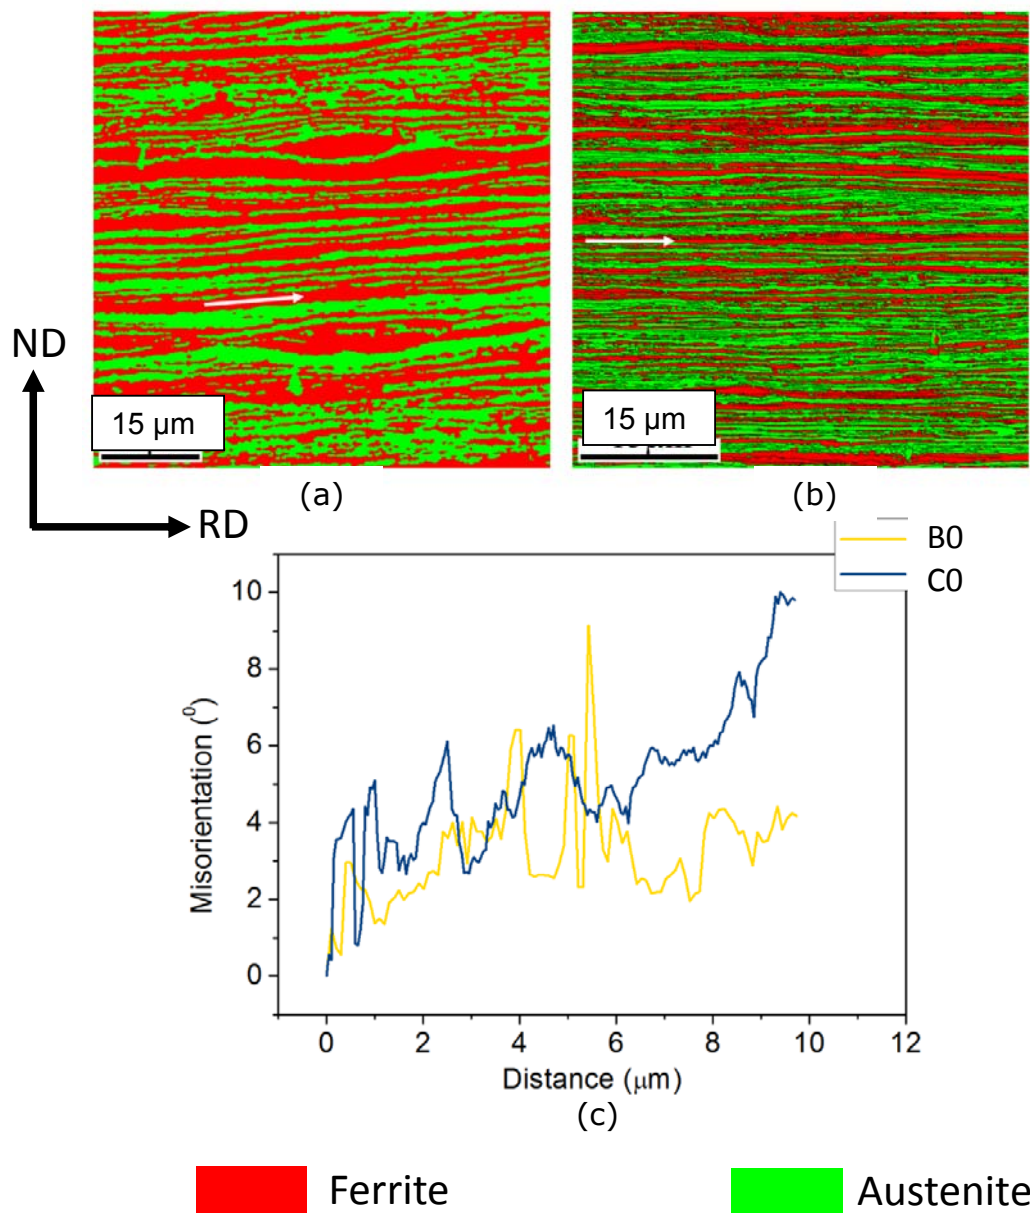 ND
15 µm
15 µm
(a)
(b)
RD
B0
C0
10
8
6
4
2
0
Misorientation (⁰)
0 2 4 6 8 10 12
Distance (µm)
(c)
Ferrite
Austenite